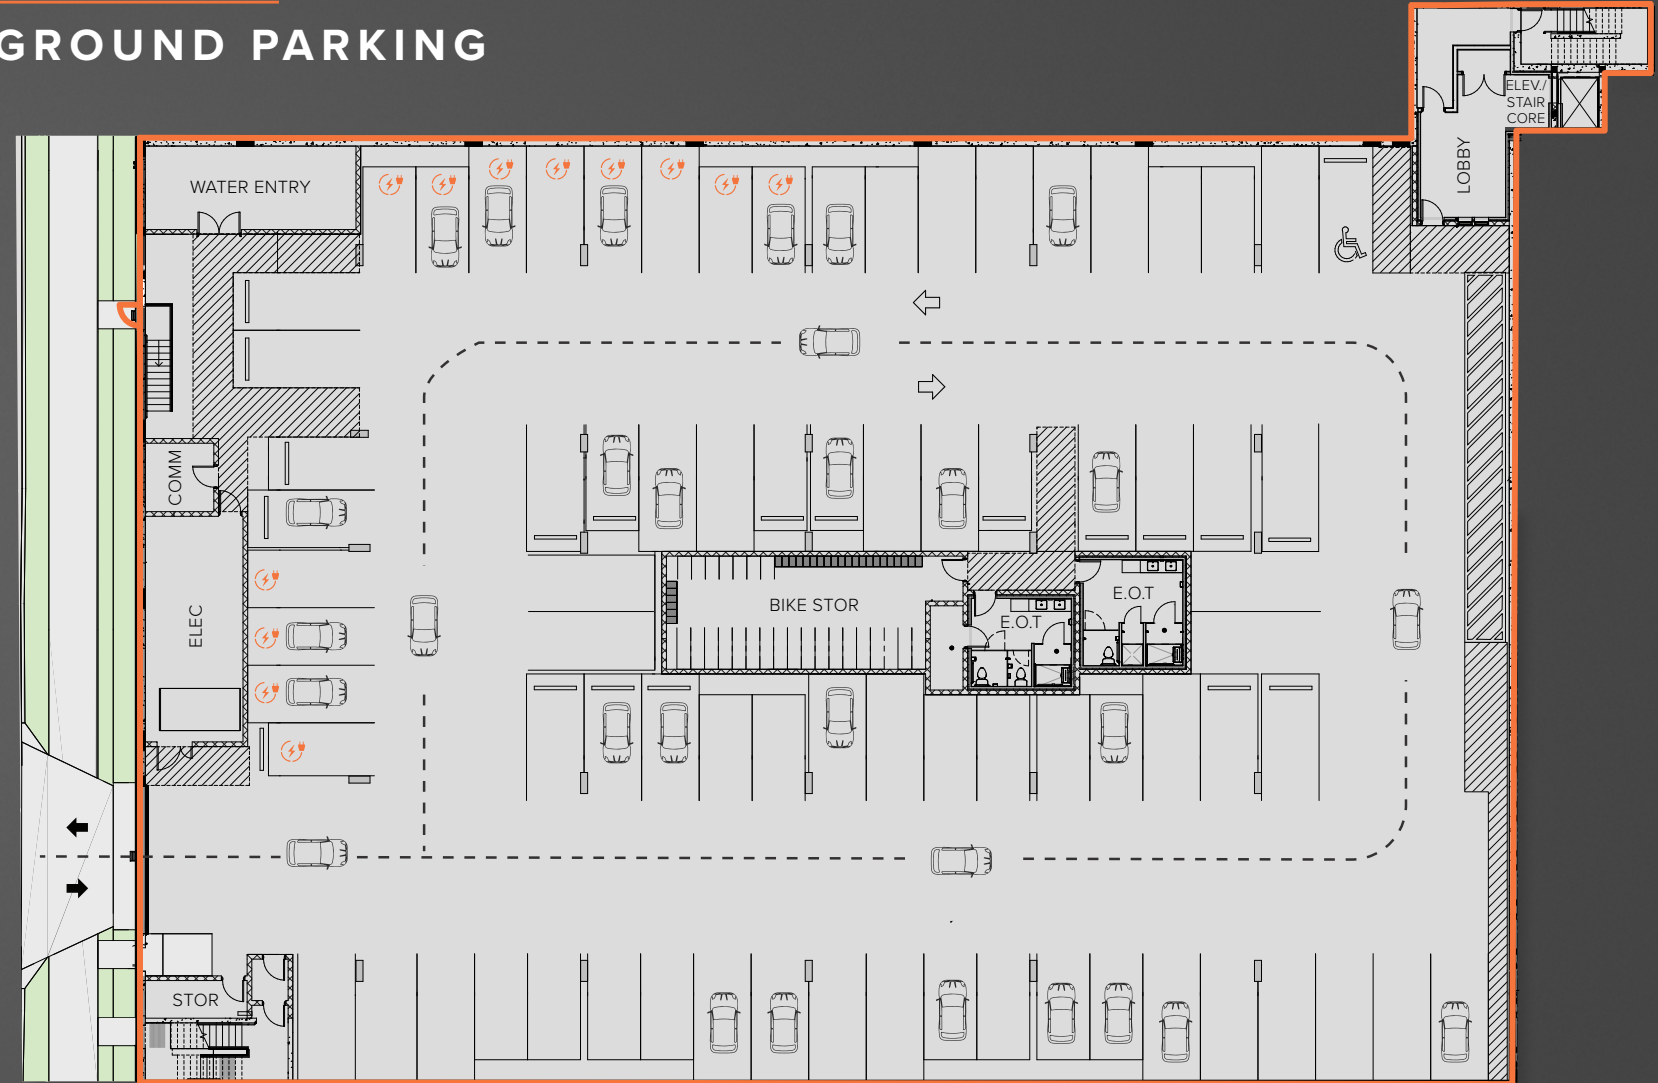 GROUND PARKING
ELEV./
STAIR
CORE
LOBBY
WATER ENTRY
COMM
ELEC
BIKE STOR
E.O.T
E.O.T
STOR